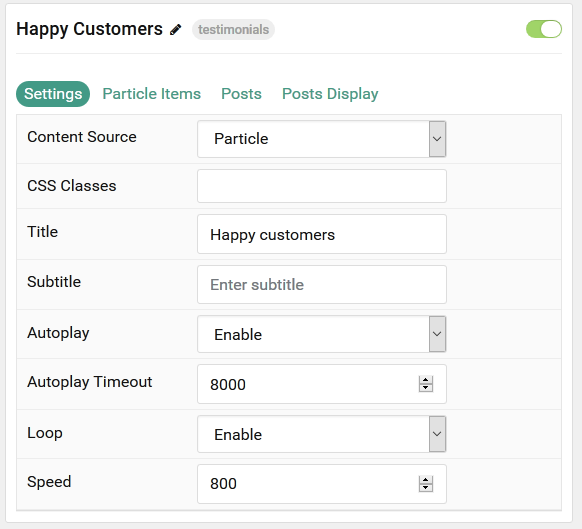 Happy Customers testimonials
Settings Particle Items Posts Posts Display
Content Source Particle
CSS Classes
Title Happy customers
Subtitle Enter subtitle
Autoplay Enable
Autoplay Timeout 8000
Loop Enable
Speed 800